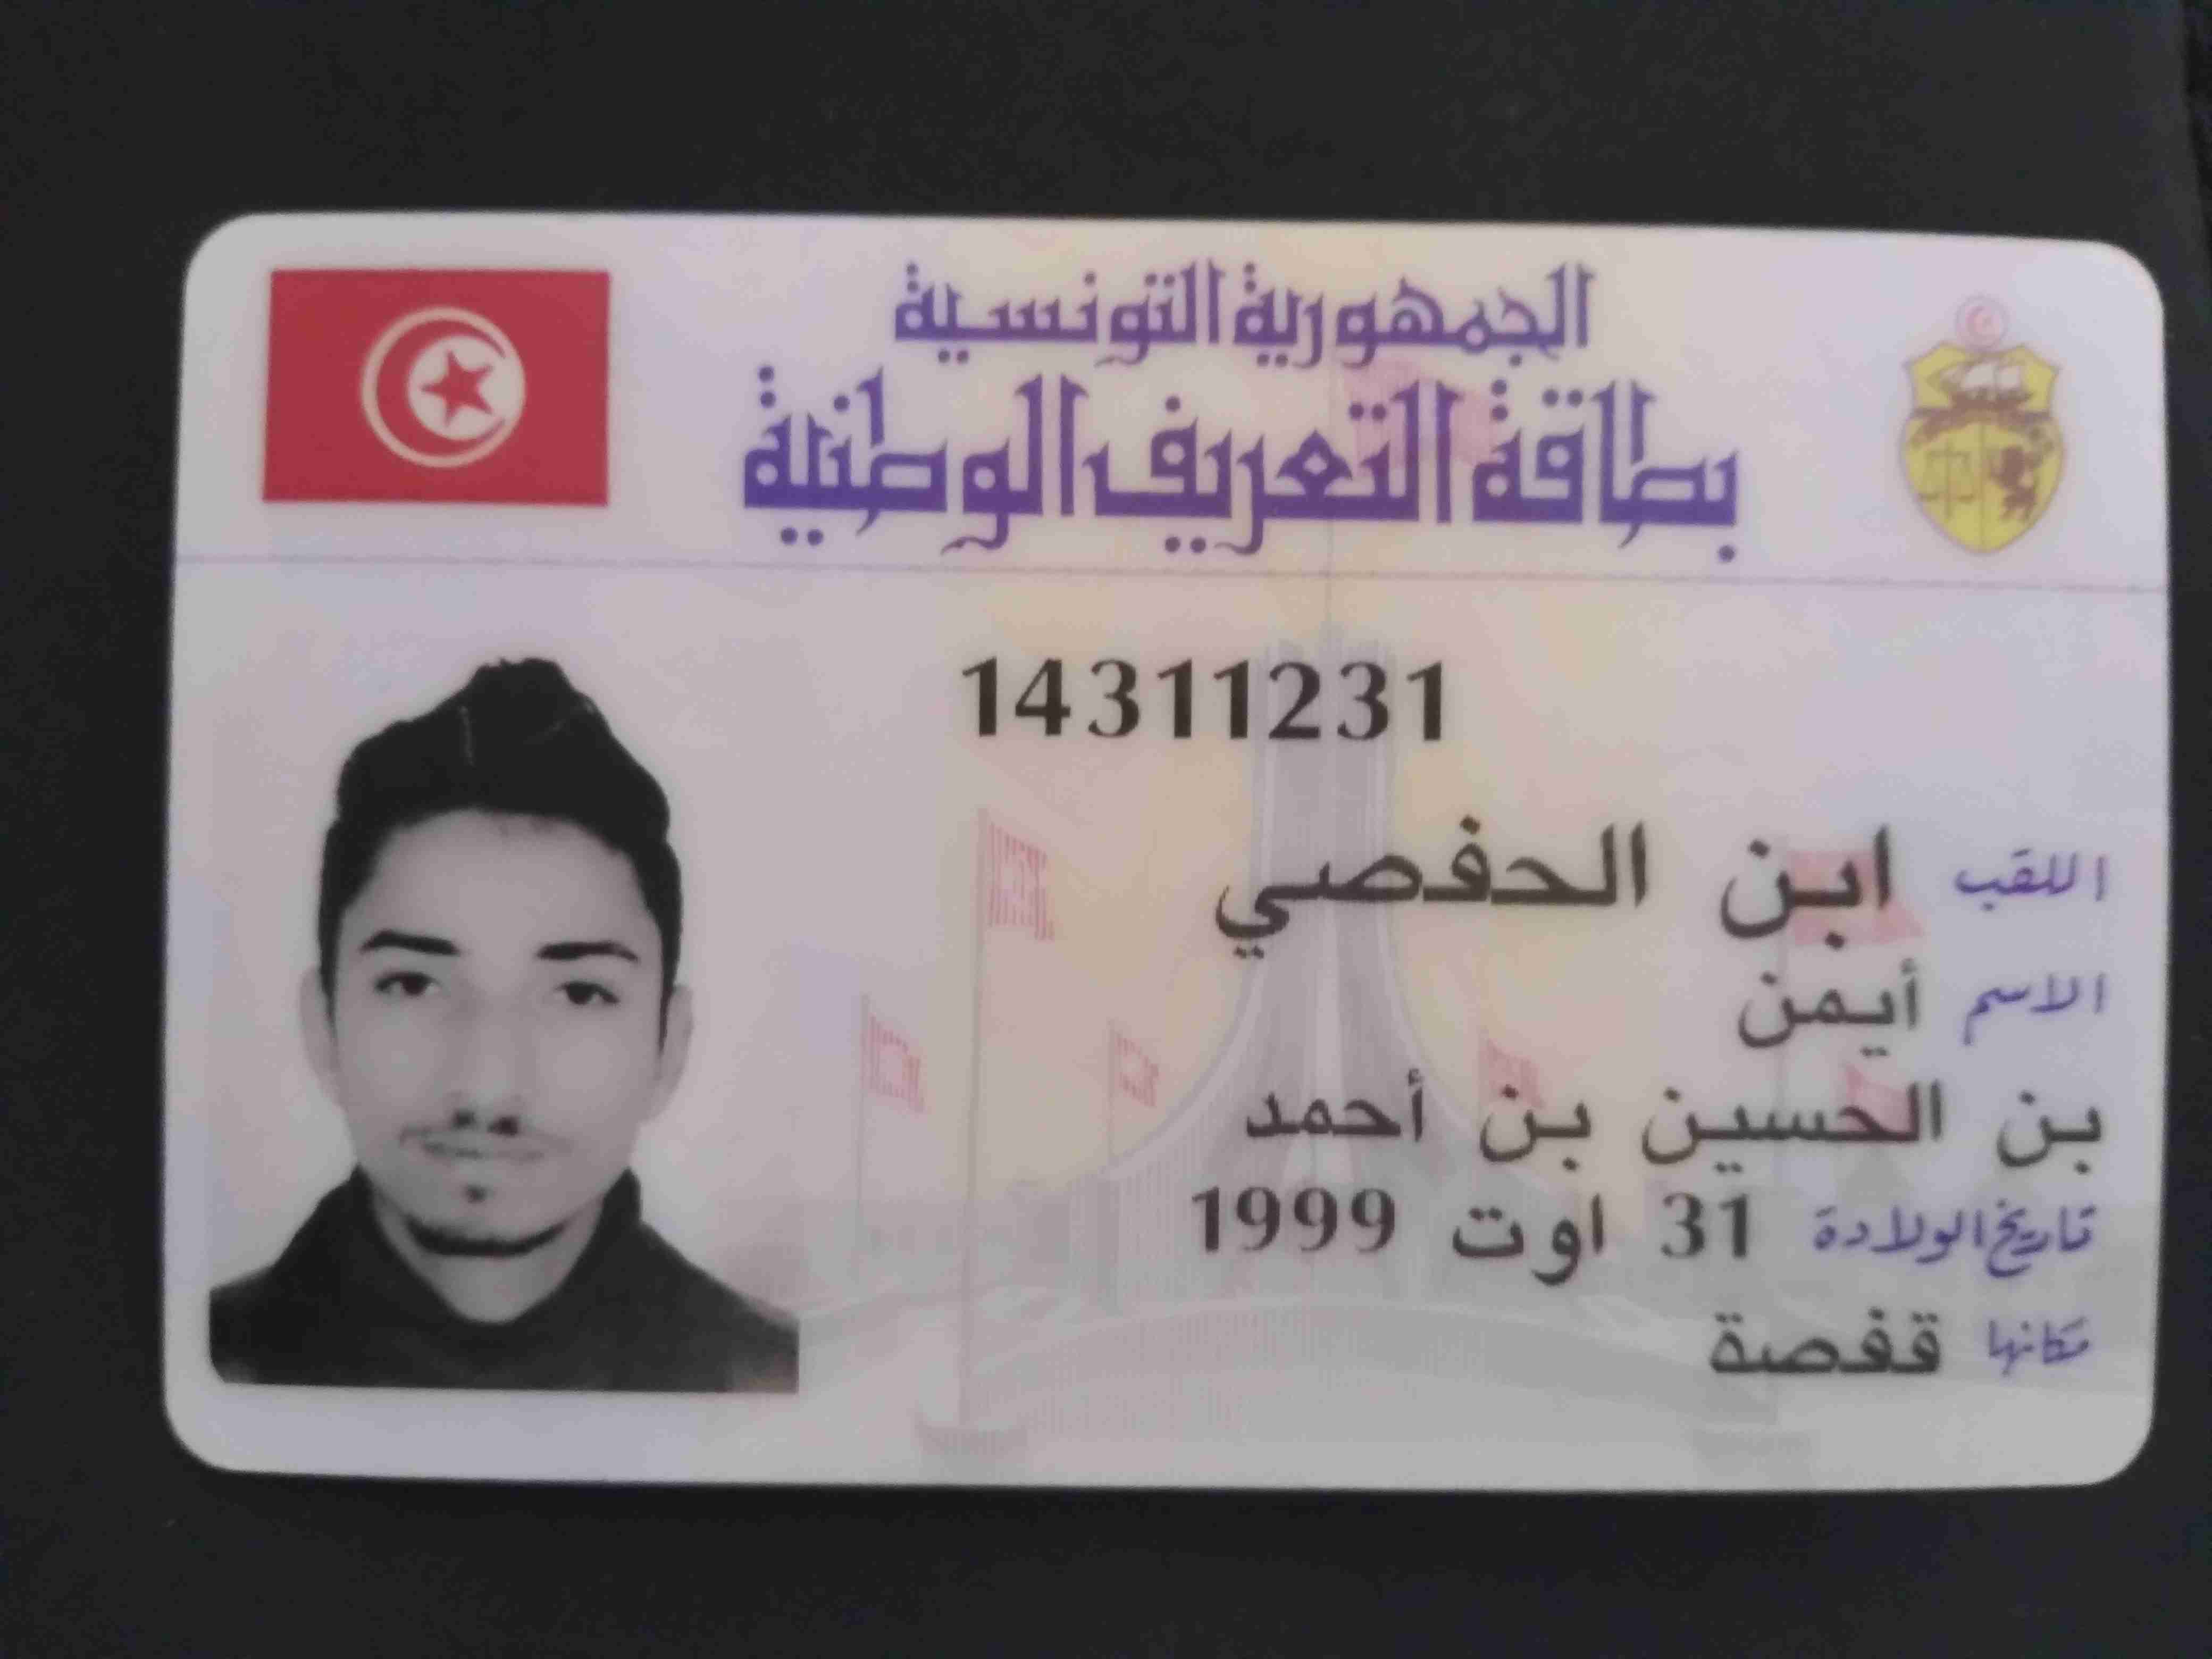 الجمهورية التونسية
بطاقة التعريف الوطنية
14311231
اللقب ابن الحفصي
الاسم أيمن
بن الحسين بن أحمد
تاريخ الولادة 31 اوت 1999
مكانها قفصة